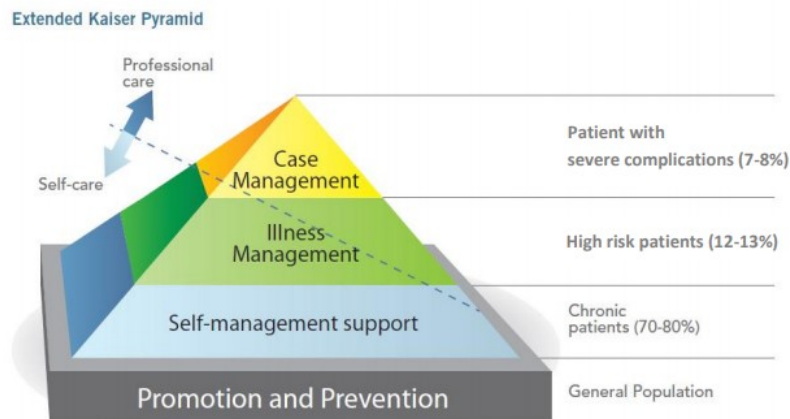 Extended Kaiser Pyramid
Professional
care
Self-care
Case
Management
Patient with
severe complications (7-8%)
Illness
Management
High risk patients (12-13%)
Self-management support
Chronic
patients (70-80%)
Promotion and Prevention
General Population